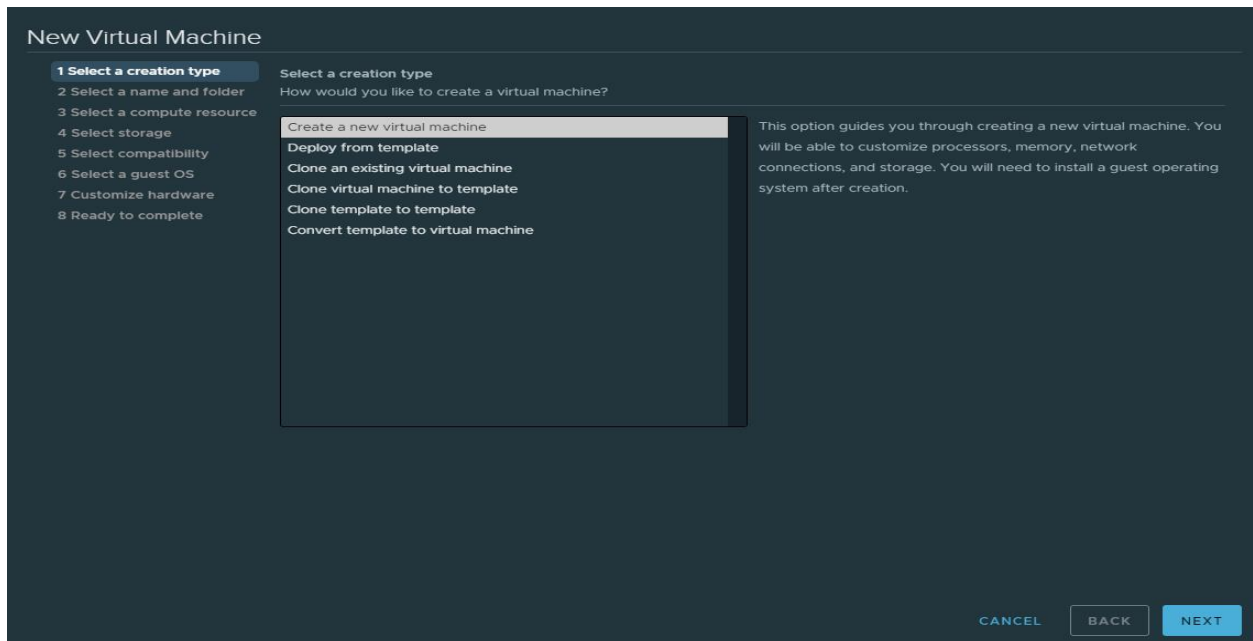 New Virtual Machine
1 Select a creation type
2 Select a name and folder
3 Select a compute resource
4 Select storage
5 Select compatibility
6 Select a guest OS
7 Customize hardware
8 Ready to complete
Select a creation type
How would you like to create a virtual machine?
Create a new virtual machine
Deploy from template
Clone an existing virtual machine
Clone virtual machine to template
Clone template to template
Convert template to virtual machine
This option guides you through creating a new virtual machine. You
will be able to customize processors, memory, network
connections, and storage. You will need to install a guest operating
system after creation.
CANCEL
BACK
NEXT